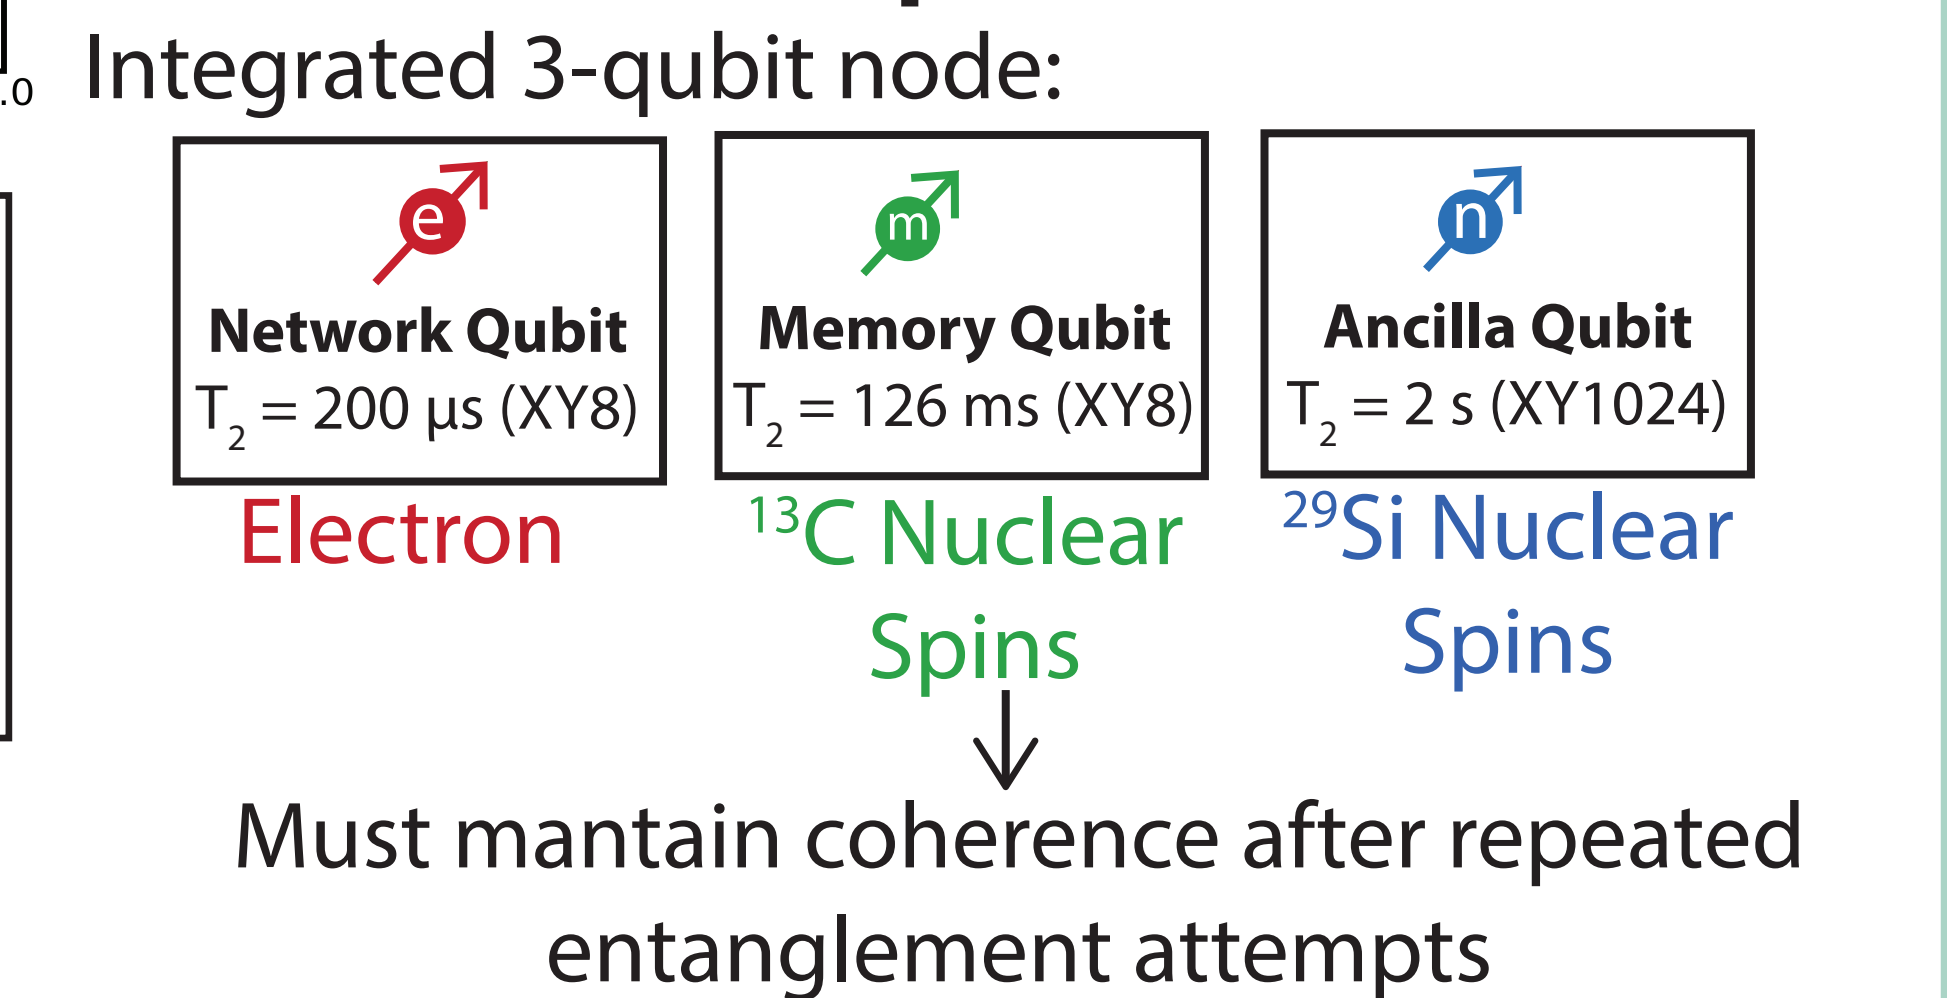 .0
Integrated 3-qubit node:
e
m
n
Network Qubit
T₂ = 200 μs (XY8)
Memory Qubit
T₂ = 126 ms (XY8)
Ancilla Qubit
T₂ = 2 s (XY1024)
Electron
¹³C Nuclear
Spins
²⁹Si Nuclear
Spins
Must mantain coherence after repeated
entanglement attempts